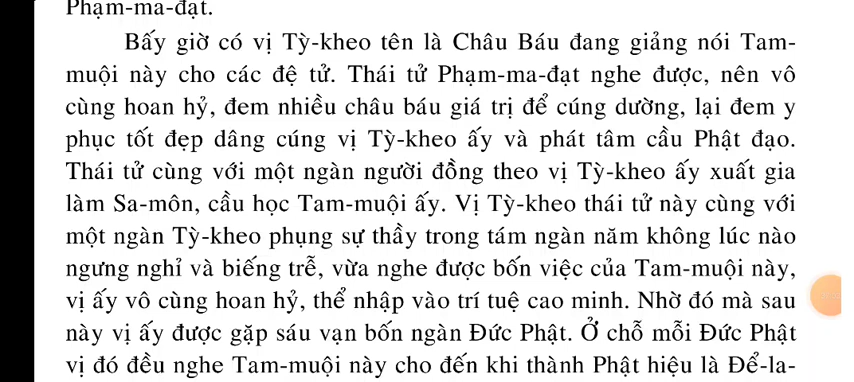 Phạm-ma-đạt.
Bấy giờ có vị Tỳ-kheo tên là Châu Báu đang giảng nói Tam-
muội này cho các đệ tử. Thái tử Phạm-ma-đạt nghe được, nên vô
cùng hoan hỷ, đem nhiều châu báu giá trị để cúng dường, lại đem y
phục tốt đẹp dâng cúng vị Tỳ-kheo ấy và phát tâm cầu Phật đạo.
Thái tử cùng với một ngàn người đồng theo vị Tỳ-kheo ấy xuất gia
làm Sa-môn, cầu học Tam-muội ấy. Vị Tỳ-kheo thái tử này cùng với
một ngàn Tỳ-kheo phụng sự thầy trong tám ngàn năm không lúc nào
ngưng nghỉ và biếng trễ, vừa nghe được bốn việc của Tam-muội này,
vị ấy vô cùng hoan hỷ, thể nhập vào trí tuệ cao minh. Nhờ đó mà sau
này vị ấy được gặp sáu vạn bốn ngàn Đức Phật. Ở chỗ mỗi Đức Phật
vị đó đều nghe Tam-muội này cho đến khi thành Phật hiệu là Để-la-